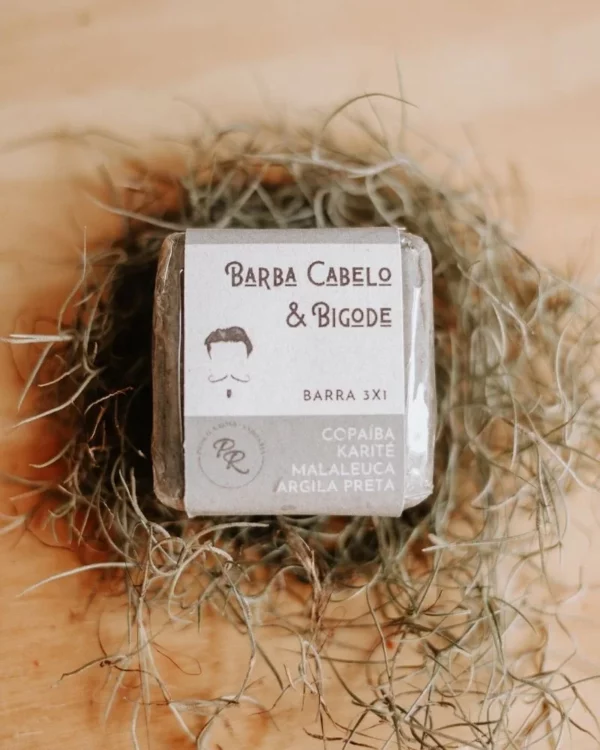 BARBA CABELO
& BIGODE
BARRA 3X1
PR
COPAÍBA
KARITÉ
MALALEUCA
ARGILA PRETA